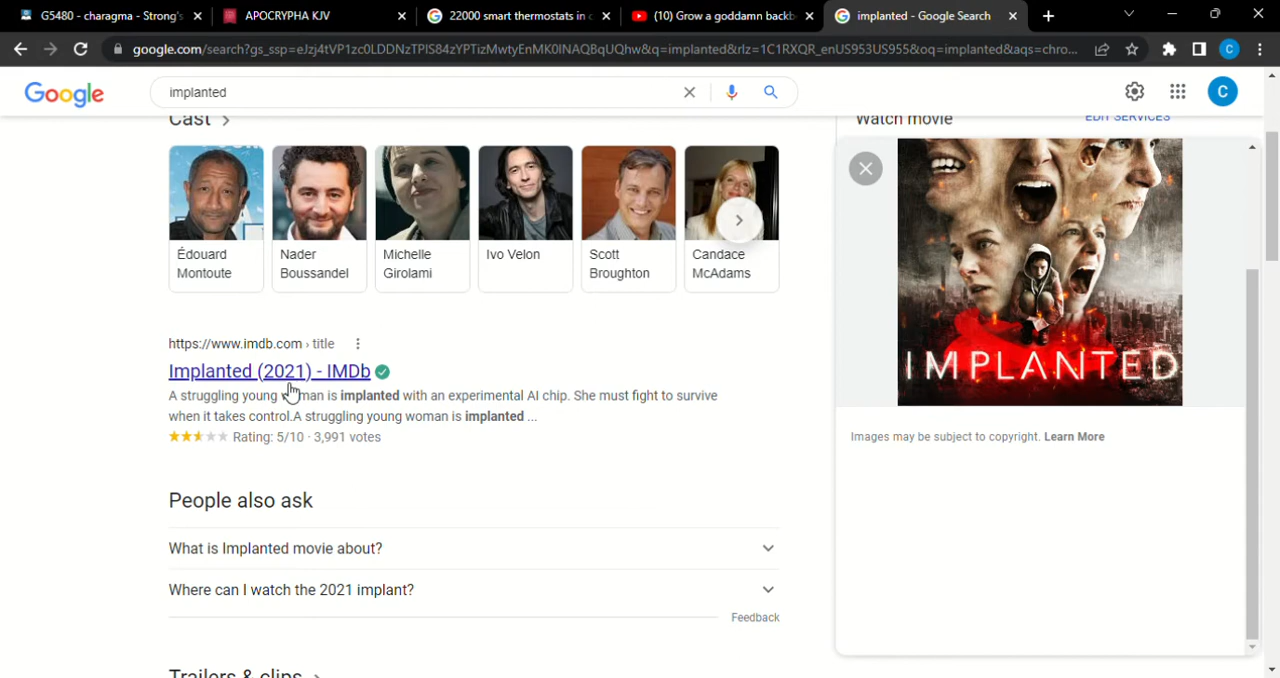 G5480 - charagma - Strong's
APOCRYPHA KJV
22000 smart thermostats in c
(10) Grow a goddamn backb
implanted - Google Search
google.com/search?gs_ssp=eJzj4tVP1zc0LDDNzTPIS84zYPTizMwtyEnMK0lNAQBqUQhw&q=implanted&rlz=1C1RXQR_enUS953US955&oq=implanted&aqs=chro...
C
Google
implanted
C
Cast
Watch movie
EDIT SERVICES
Édouard Montoute
Nader Boussandel
Michelle Girolami
Ivo Velon
Scott Broughton
Candace McAdams
IMPLANTED
https://www.imdb.com › title
Implanted (2021) - IMDb
A struggling young woman is implanted with an experimental AI chip. She must fight to survive
when it takes control.A struggling young woman is implanted ...
Rating: 5/10 · 3,991 votes
Images may be subject to copyright. Learn More
People also ask
What is Implanted movie about?
Where can I watch the 2021 implant?
Feedback
Trailers & clips